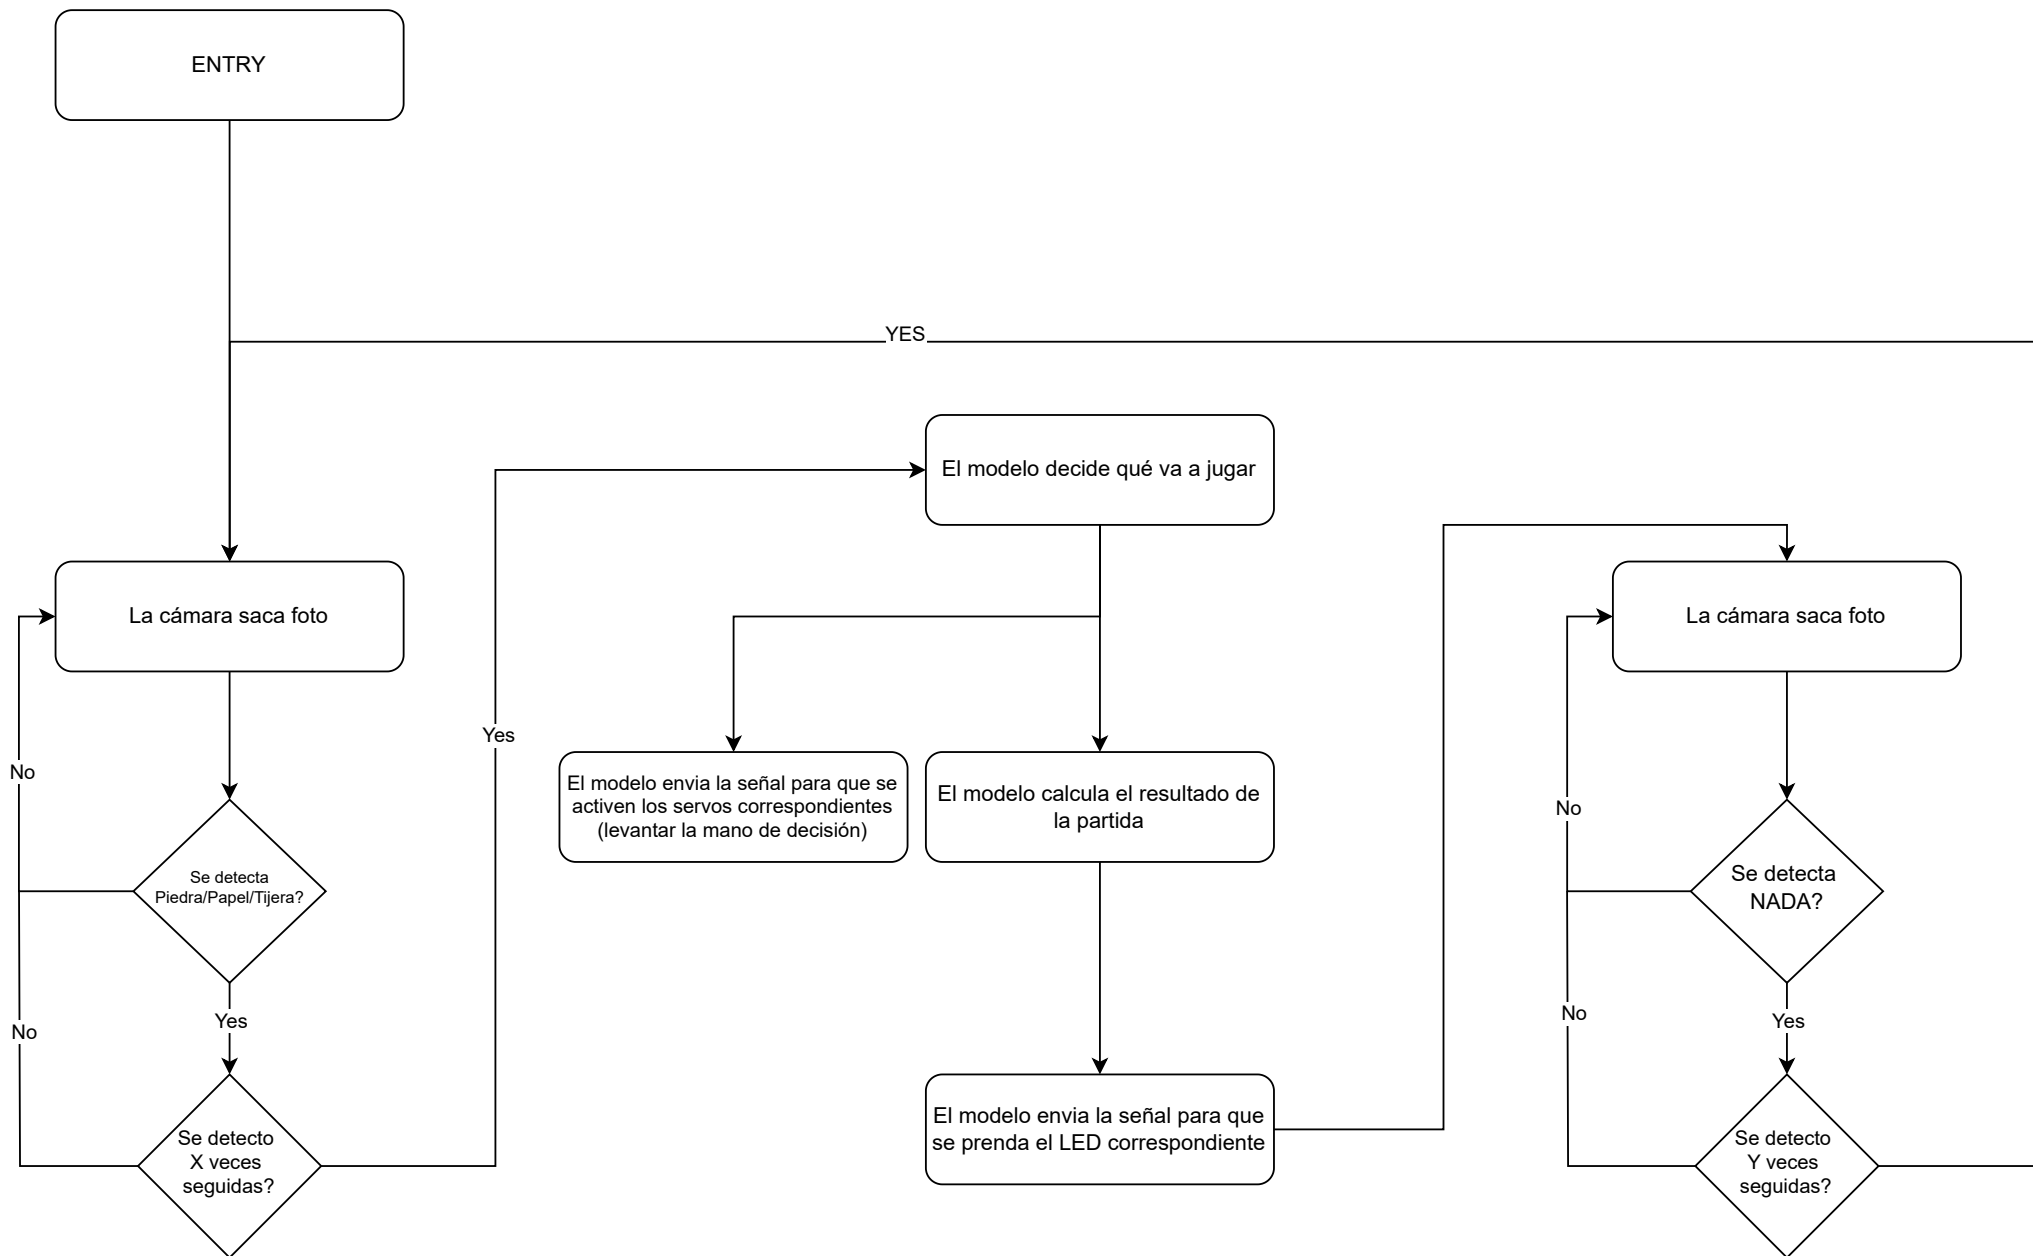 ENTRY
YES
El modelo decide qué va a jugar
La cámara saca foto
La cámara saca foto
Yes
No
El modelo envia la señal para que se
activen los servos correspondientes
(levantar la mano de decisión)
El modelo calcula el resultado de
la partida
No
Se detecta
Piedra/Papel/Tijera?
Se detecta
NADA?
No
Yes
No
Yes
Se detecto
X veces
seguidas?
El modelo envia la señal para que
se prenda el LED correspondiente
Se detecto
Y veces
seguidas?